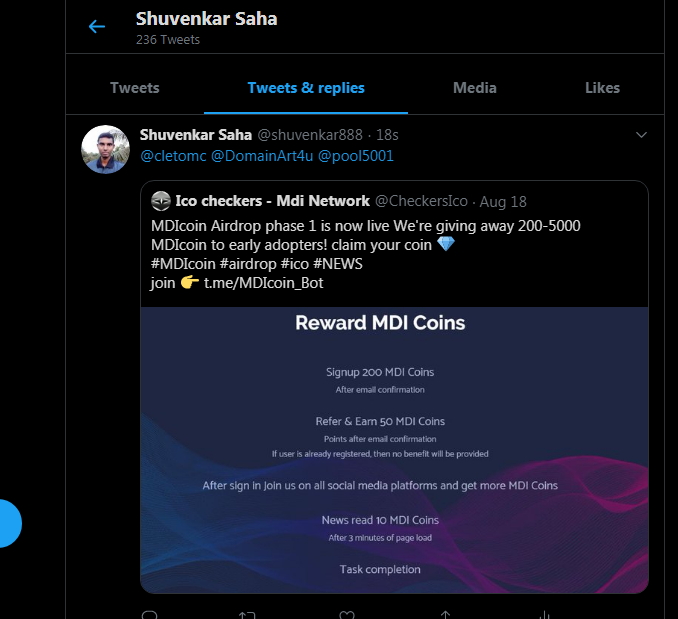 Shuvenkar Saha
236 Tweets
Tweets
Tweets & replies
Media
Likes
Shuvenkar Saha @shuvenkar888 · 18s
@cletomc @DomainArt4u @pool5001
Ico checkers - Mdi Network @CheckersIco · Aug 18
MDIcoin Airdrop phase 1 is now live We're giving away 200-5000
MDIcoin to early adopters! claim your coin 💎
#MDIcoin #airdrop #ico #NEWS
join 👉 t.me/MDIcoin_Bot
Reward MDI Coins
Signup 200 MDI Coins
After email confirmation
Refer & Earn 50 MDI Coins
Points after email confirmation
If user is already registered, then no benefit will be provided
After sign in Join us on all social media platforms and get more MDI Coins
News read 10 MDI Coins
After 3 minutes of page load
Task completion